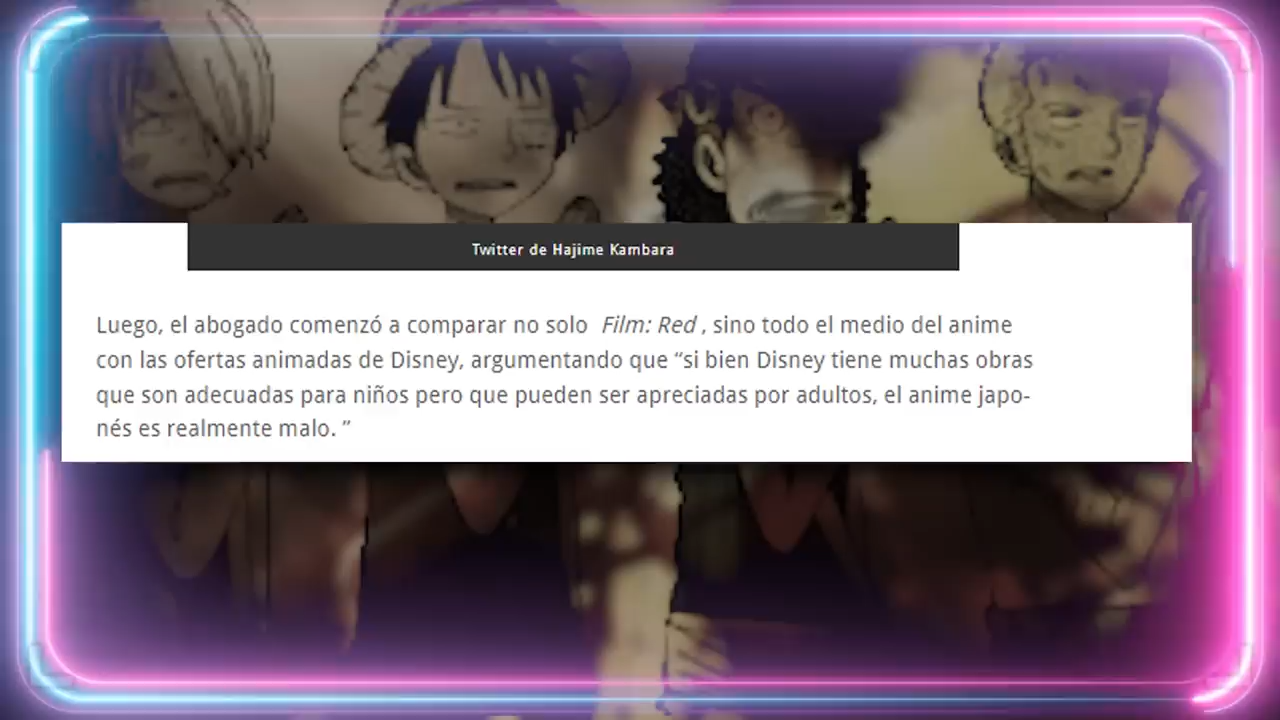 Twitter de Hajime Kambara
Luego, el abogado comenzó a comparar no solo Film: Red , sino todo el medio del anime
con las ofertas animadas de Disney, argumentando que “si bien Disney tiene muchas obras
que son adecuadas para niños pero que pueden ser apreciadas por adultos, el anime japo-
nés es realmente malo. ”